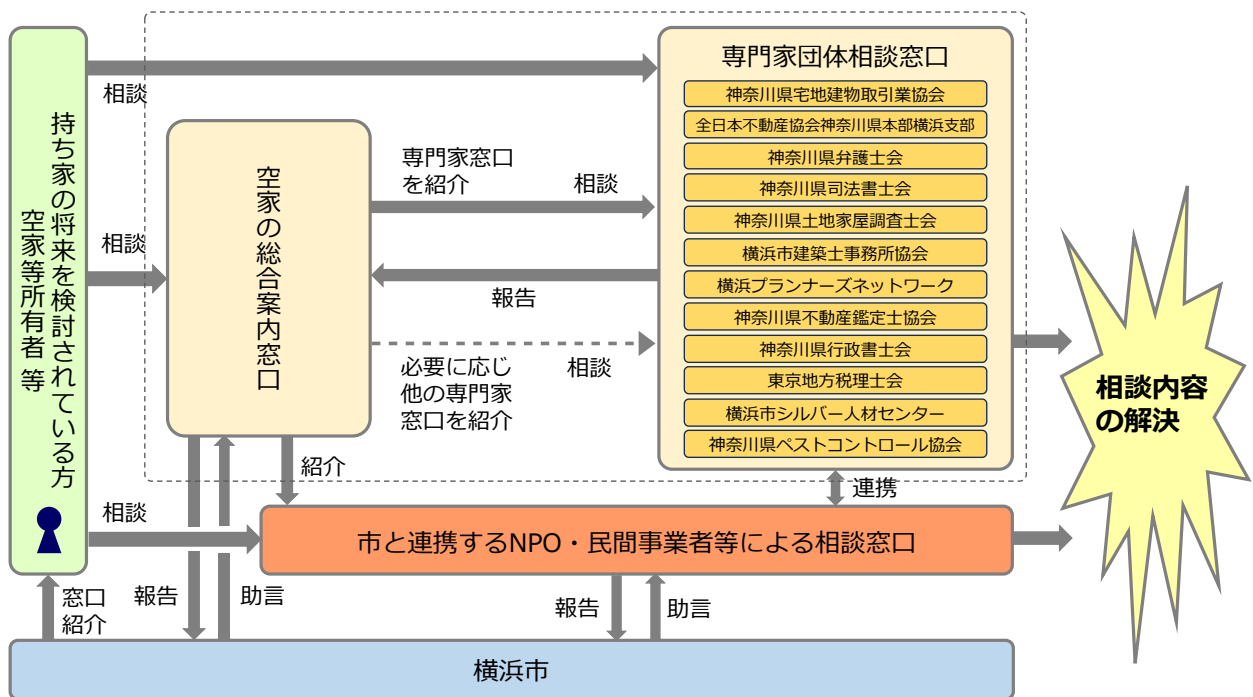 持ち家の将来を検討されている方
空家等所有者 等
相談
相談
相談
空家の総合案内窓口
専門家窓口
を紹介
相談
報告
必要に応じ
他の専門家
窓口を紹介
相談
専門家団体相談窓口
神奈川県宅地建物取引業協会
全日本不動産協会神奈川県本部横浜支部
神奈川県弁護士会
神奈川県司法書士会
神奈川県土地家屋調査士会
横浜市建築士事務所協会
横浜プランナーズネットワーク
神奈川県不動産鑑定士協会
神奈川県行政書士会
東京地方税理士会
横浜市シルバー人材センター
神奈川県ペストコントロール協会
相談内容
の解決
紹介
連携
市と連携するNPO・民間事業者等による相談窓口
窓口
紹介
報告
助言
報告
助言
横浜市